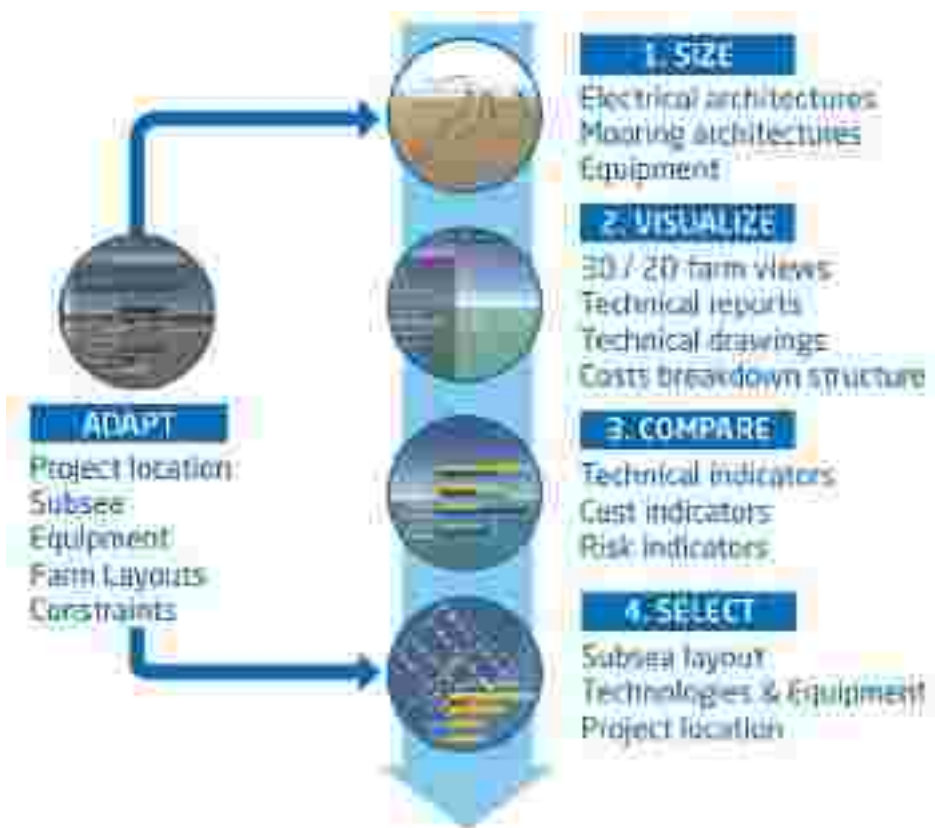 1. SIZE
Electrical architectures
Mooring architectures
Equipment
2. VISUALIZE
3D / 2D farm views
Technical reports
Technical drawings
Costs breakdown structure
ADAPT
Project location
Subsee
Equipment
Farm Layouts
Constraints
3. COMPARE
Technical indicators
Cost indicators
Risk indicators
4. SELECT
Subsea layout
Technologies & Equipment
Project location